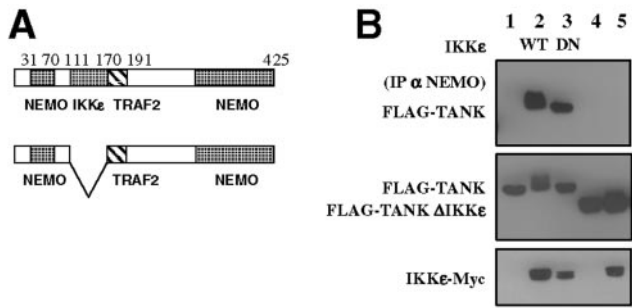 A
31 70 111 170 191 425
NEMO IKKε TRAF2 NEMO
NEMO TRAF2 NEMO
B
1 2 3 4 5
IKKε WT DN
(IP α NEMO)
FLAG-TANK
FLAG-TANK
FLAG-TANK ΔIKKε
IKKε-Myc